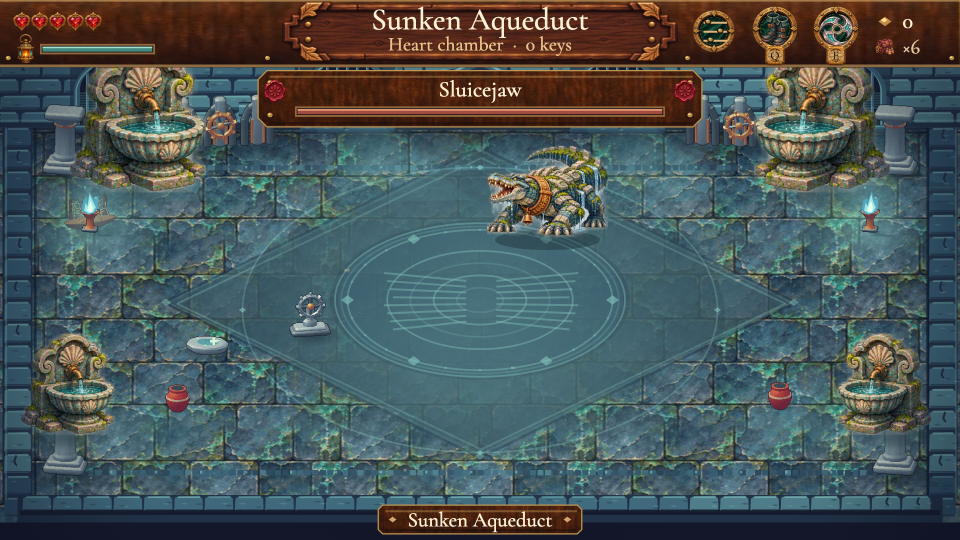 Sunken Aqueduct
Heart chamber · 0 keys
Q
E
0
×6
Sluicejaw
Sunken Aqueduct